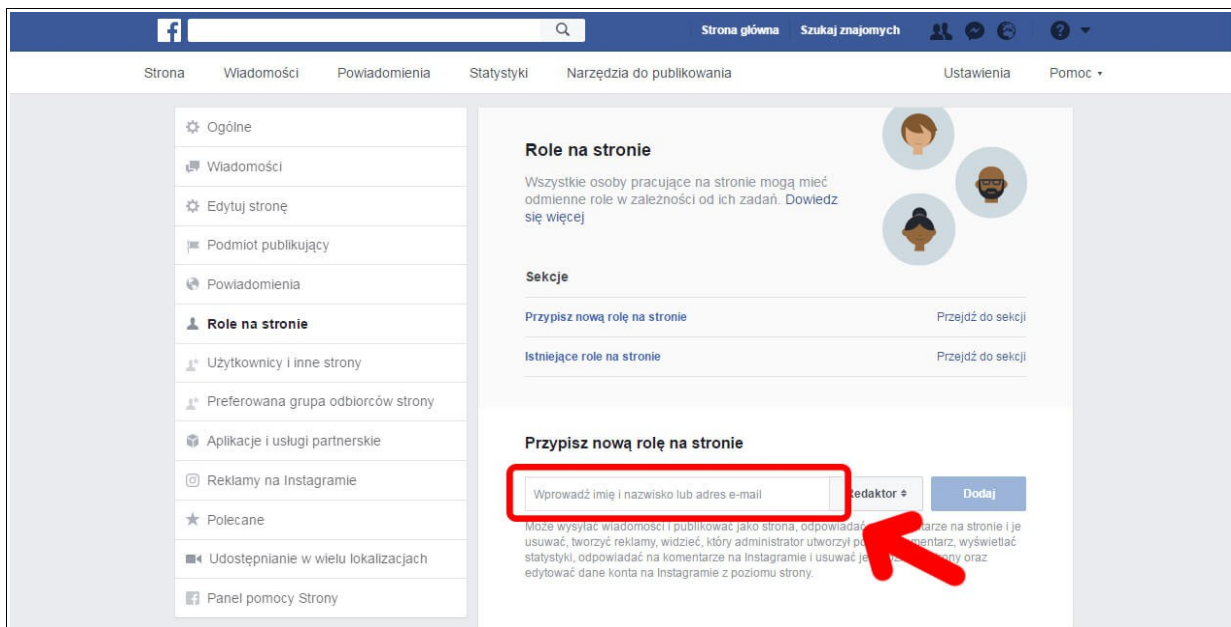 Strona główna Szukaj znajomych
Strona Wiadomości Powiadomienia Statystyki Narzędzia do publikowania Ustawienia Pomoc
Ogólne
Wiadomości
Edytuj stronę
Podmiot publikujący
Powiadomienia
Role na stronie
Użytkownicy i inne strony
Preferowana grupa odbiorców strony
Aplikacje i usługi partnerskie
Reklamy na Instagramie
Polecane
Udostępnianie w wielu lokalizacjach
Panel pomocy Strony
Role na stronie
Wszystkie osoby pracujące na stronie mogą mieć
odmienne role w zależności od ich zadań. Dowiedz
się więcej
Sekcje
Przypisz nową rolę na stronie Przejdź do sekcji
Istniejące role na stronie Przejdź do sekcji
Przypisz nową rolę na stronie
Wprowadź imię i nazwisko lub adres e-mail Redaktor Dodaj
Może wysyłać wiadomości i publikować jako strona, odpowiadać na stronie i je
usuwać, tworzyć reklamy, widzieć, który administrator utworzył wyświetlać
statystyki, odpowiadać na komentarze na Instagramie i usuwać oraz
edytować dane konta na Instagramie z poziomu strony.